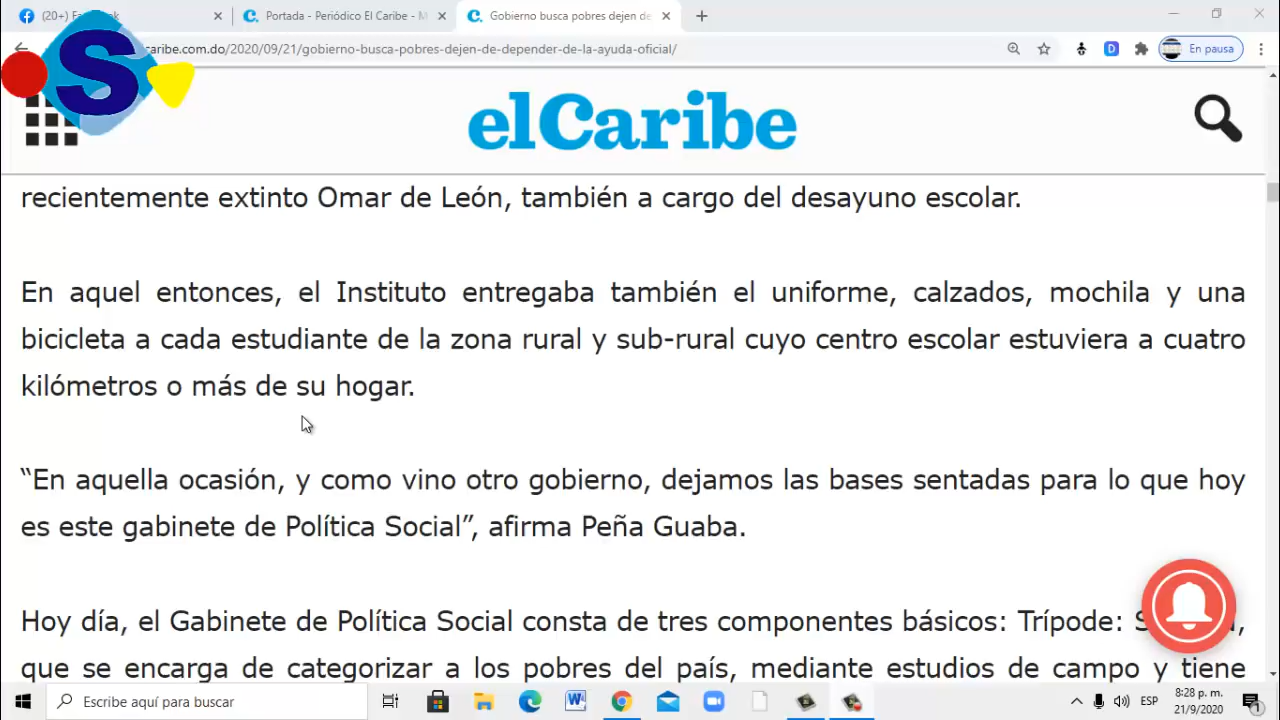 (20+) Fa
Portada - Periódico El Caribe - M
Gobierno busca pobres dejen de
caribe.com.do/2020/09/21/gobierno-busca-pobres-dejen-de-depender-de-la-ayuda-oficial/
D
En pausa
S
elCaribe
recientemente extinto Omar de León, también a cargo del desayuno escolar.
En aquel entonces, el Instituto entregaba también el uniforme, calzados, mochila y una
bicicleta a cada estudiante de la zona rural y sub-rural cuyo centro escolar estuviera a cuatro
kilómetros o más de su hogar.
“En aquella ocasión, y como vino otro gobierno, dejamos las bases sentadas para lo que hoy
es este gabinete de Política Social”, afirma Peña Guaba.
Hoy día, el Gabinete de Política Social consta de tres componentes básicos: Trípode:
que se encarga de categorizar a los pobres del país, mediante estudios de campo y tiene
Escribe aquí para buscar
ESP
8:28 p. m.
21/9/2020